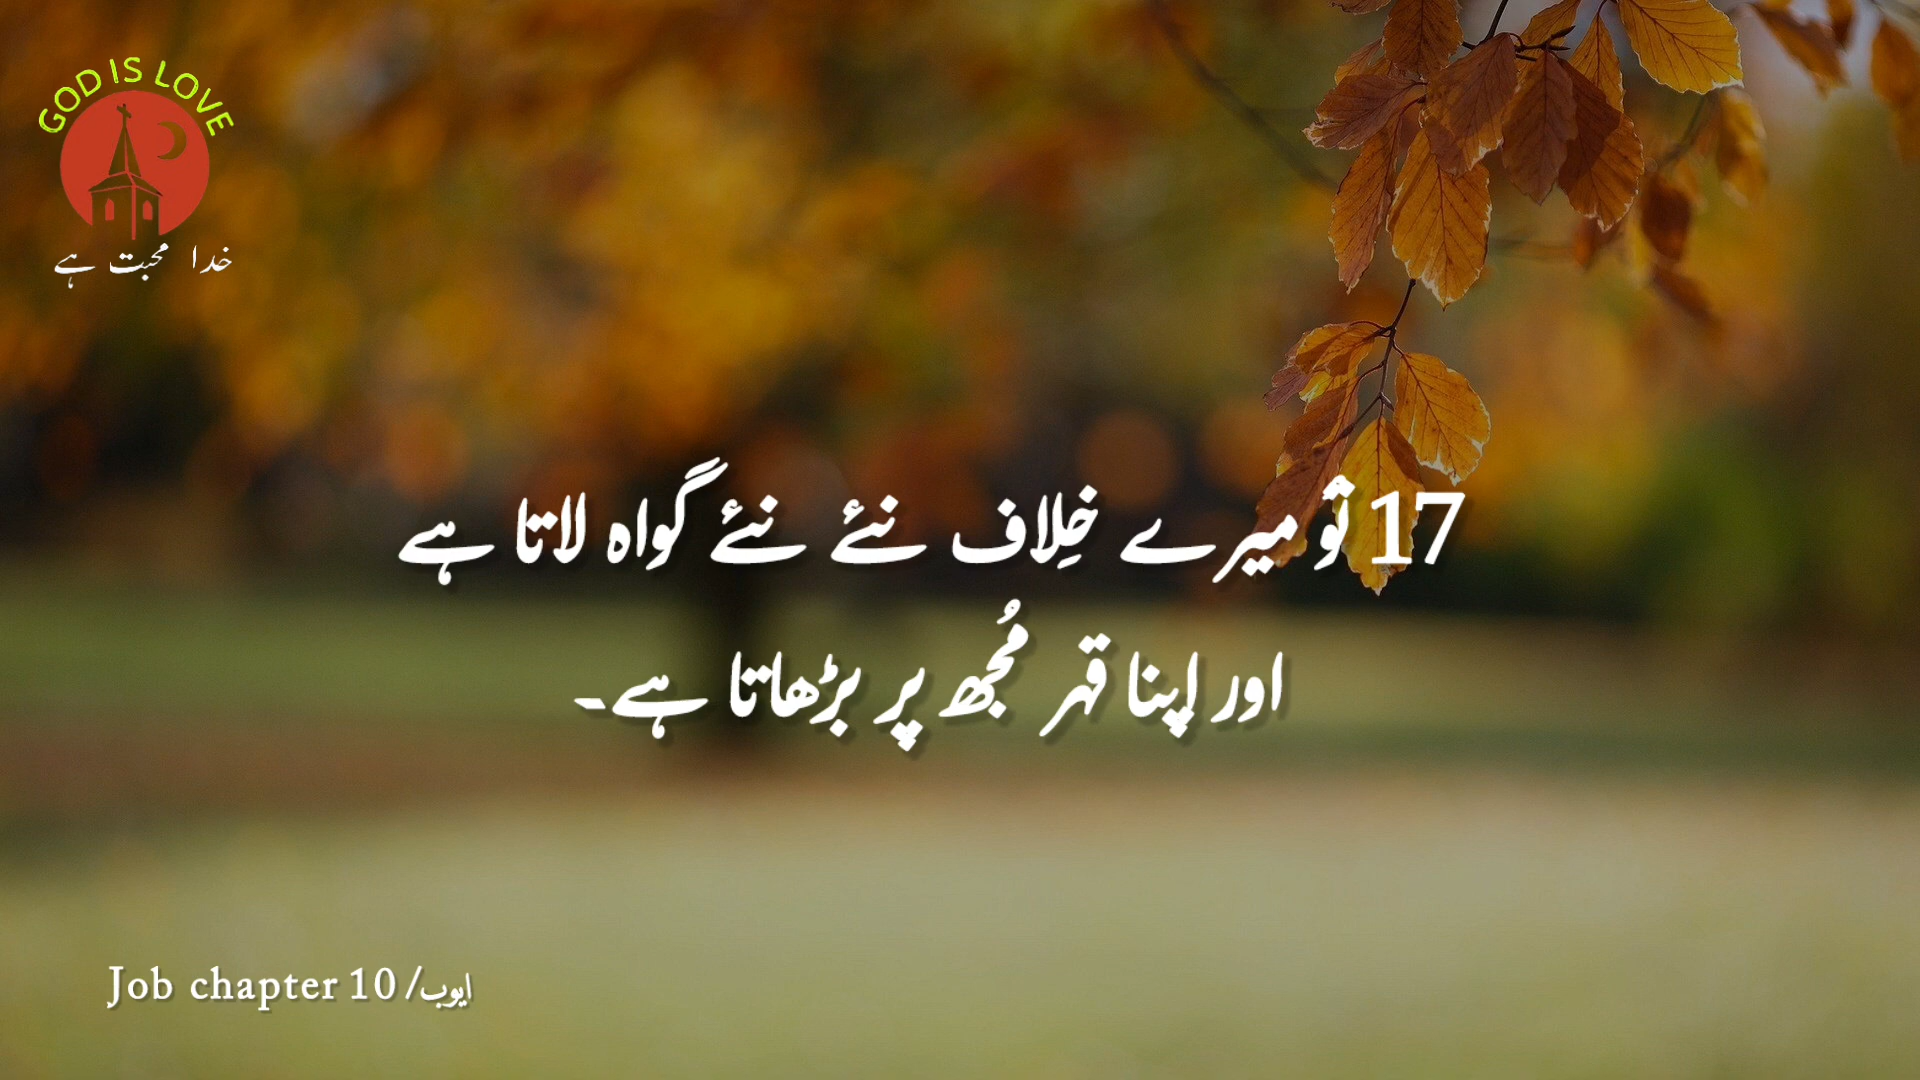 GOD IS LOVE
خدا محبت ہے
17 تُو میرے خِلاف نئے نئے گواہ لاتا ہے
اور اپنا قہر مُجھ پر بڑھاتا ہے۔
Job chapter 10 /ایوب